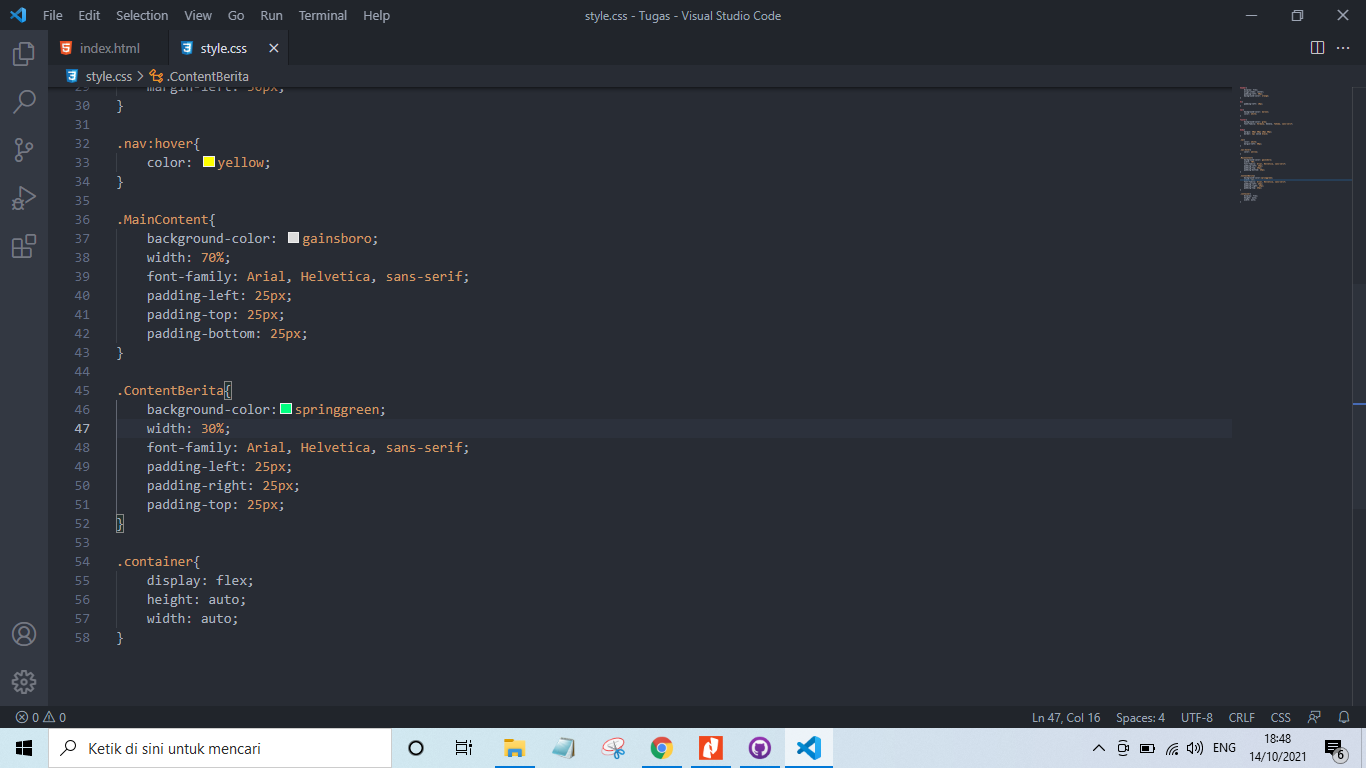 File Edit Selection View Go Run Terminal Help style.css - Tugas - Visual Studio Code
index.html style.css
style.css > .ContentBerita
29 margin-left: 50px;
30 }
31
32 .nav:hover{
33 color: yellow;
34 }
35
36 .MainContent{
37 background-color: gainsboro;
38 width: 70%;
39 font-family: Arial, Helvetica, sans-serif;
40 padding-left: 25px;
41 padding-top: 25px;
42 padding-bottom: 25px;
43 }
44
45 .ContentBerita{
46 background-color:springgreen;
47 width: 30%;
48 font-family: Arial, Helvetica, sans-serif;
49 padding-left: 25px;
50 padding-right: 25px;
51 padding-top: 25px;
52 }
53
54 .container{
55 display: flex;
56 height: auto;
57 width: auto;
58 }
0 0 Ln 47, Col 16 Spaces: 4 UTF-8 CRLF CSS
Ketik di sini untuk mencari ENG 18:48
14/10/2021 6